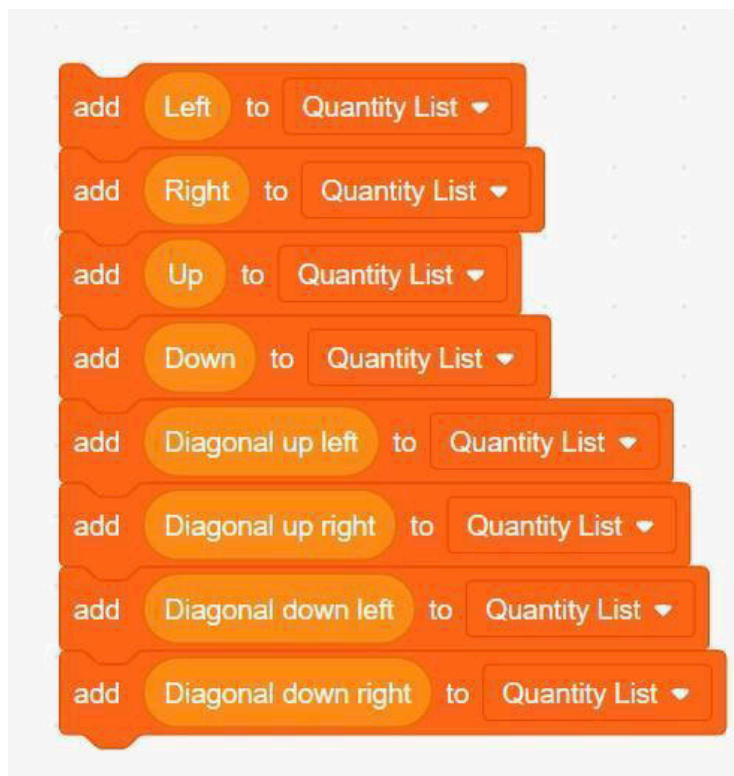 add Left to Quantity List
add Right to Quantity List
add Up to Quantity List
add Down to Quantity List
add Diagonal up left to Quantity List
add Diagonal up right to Quantity List
add Diagonal down left to Quantity List
add Diagonal down right to Quantity List